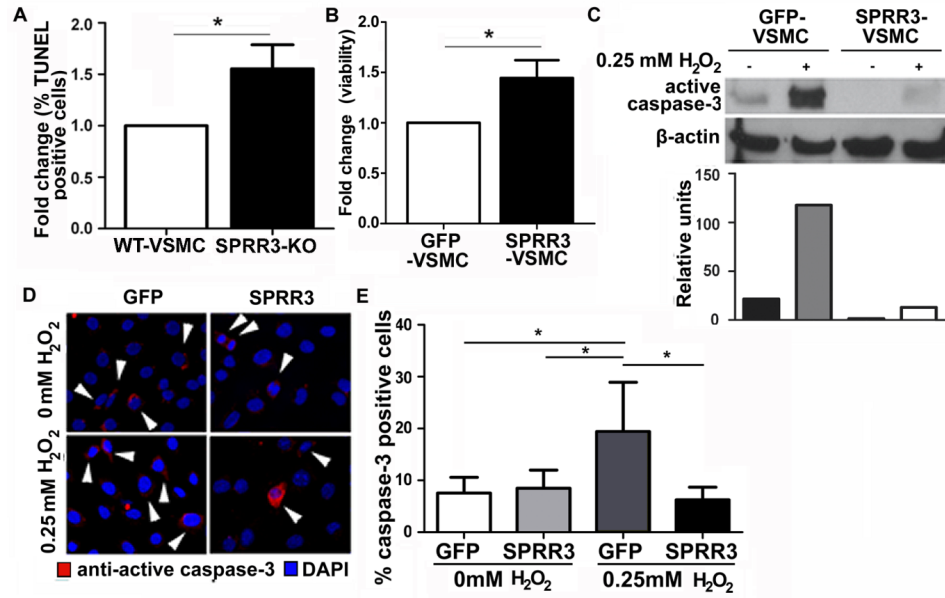 A
Fold change (% TUNEL
positive cells)
2.0
1.5
1.0
0.5
0.0
*
WT-VSMC SPRR3-KO
B
Fold change (viability)
2.0
1.5
1.0
0.5
0.0
*
GFP
-VSMC
SPRR3
-VSMC
C
GFP-
VSMC
SPRR3-
VSMC
0.25 mM H₂O₂ - + - +
active
caspase-3
β-actin
Relative units
150
100
50
0
D
GFP SPRR3
0 mM H₂O₂
0.25 mM H₂O₂
anti-active caspase-3 DAPI
E
% caspase-3 positive cells
40
30
20
10
0
*
*
*
GFP SPRR3 GFP SPRR3
0mM H₂O₂ 0.25mM H₂O₂